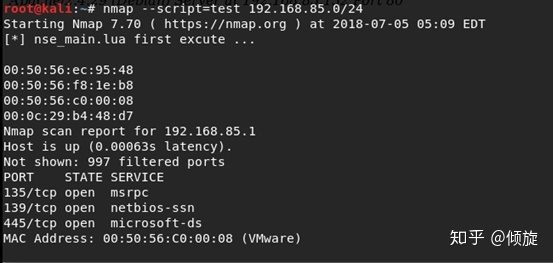 root@kali:~# nmap --script=test 192.168.85.0/24
Starting Nmap 7.70 ( https://nmap.org ) at 2018-07-05 05:09 EDT
[*] nse_main.lua first excute ...
00:50:56:ec:95:48
00:50:56:f8:1e:b8
00:50:56:c0:00:08
00:0c:29:b4:48:d7
Nmap scan report for 192.168.85.1
Host is up (0.00063s latency).
Not shown: 997 filtered ports
PORT    STATE SERVICE
135/tcp open  msrpc
139/tcp open  netbios-ssn
445/tcp open  microsoft-ds
MAC Address: 00:50:56:C0:00:08 (VMware)
知乎 @倾旋